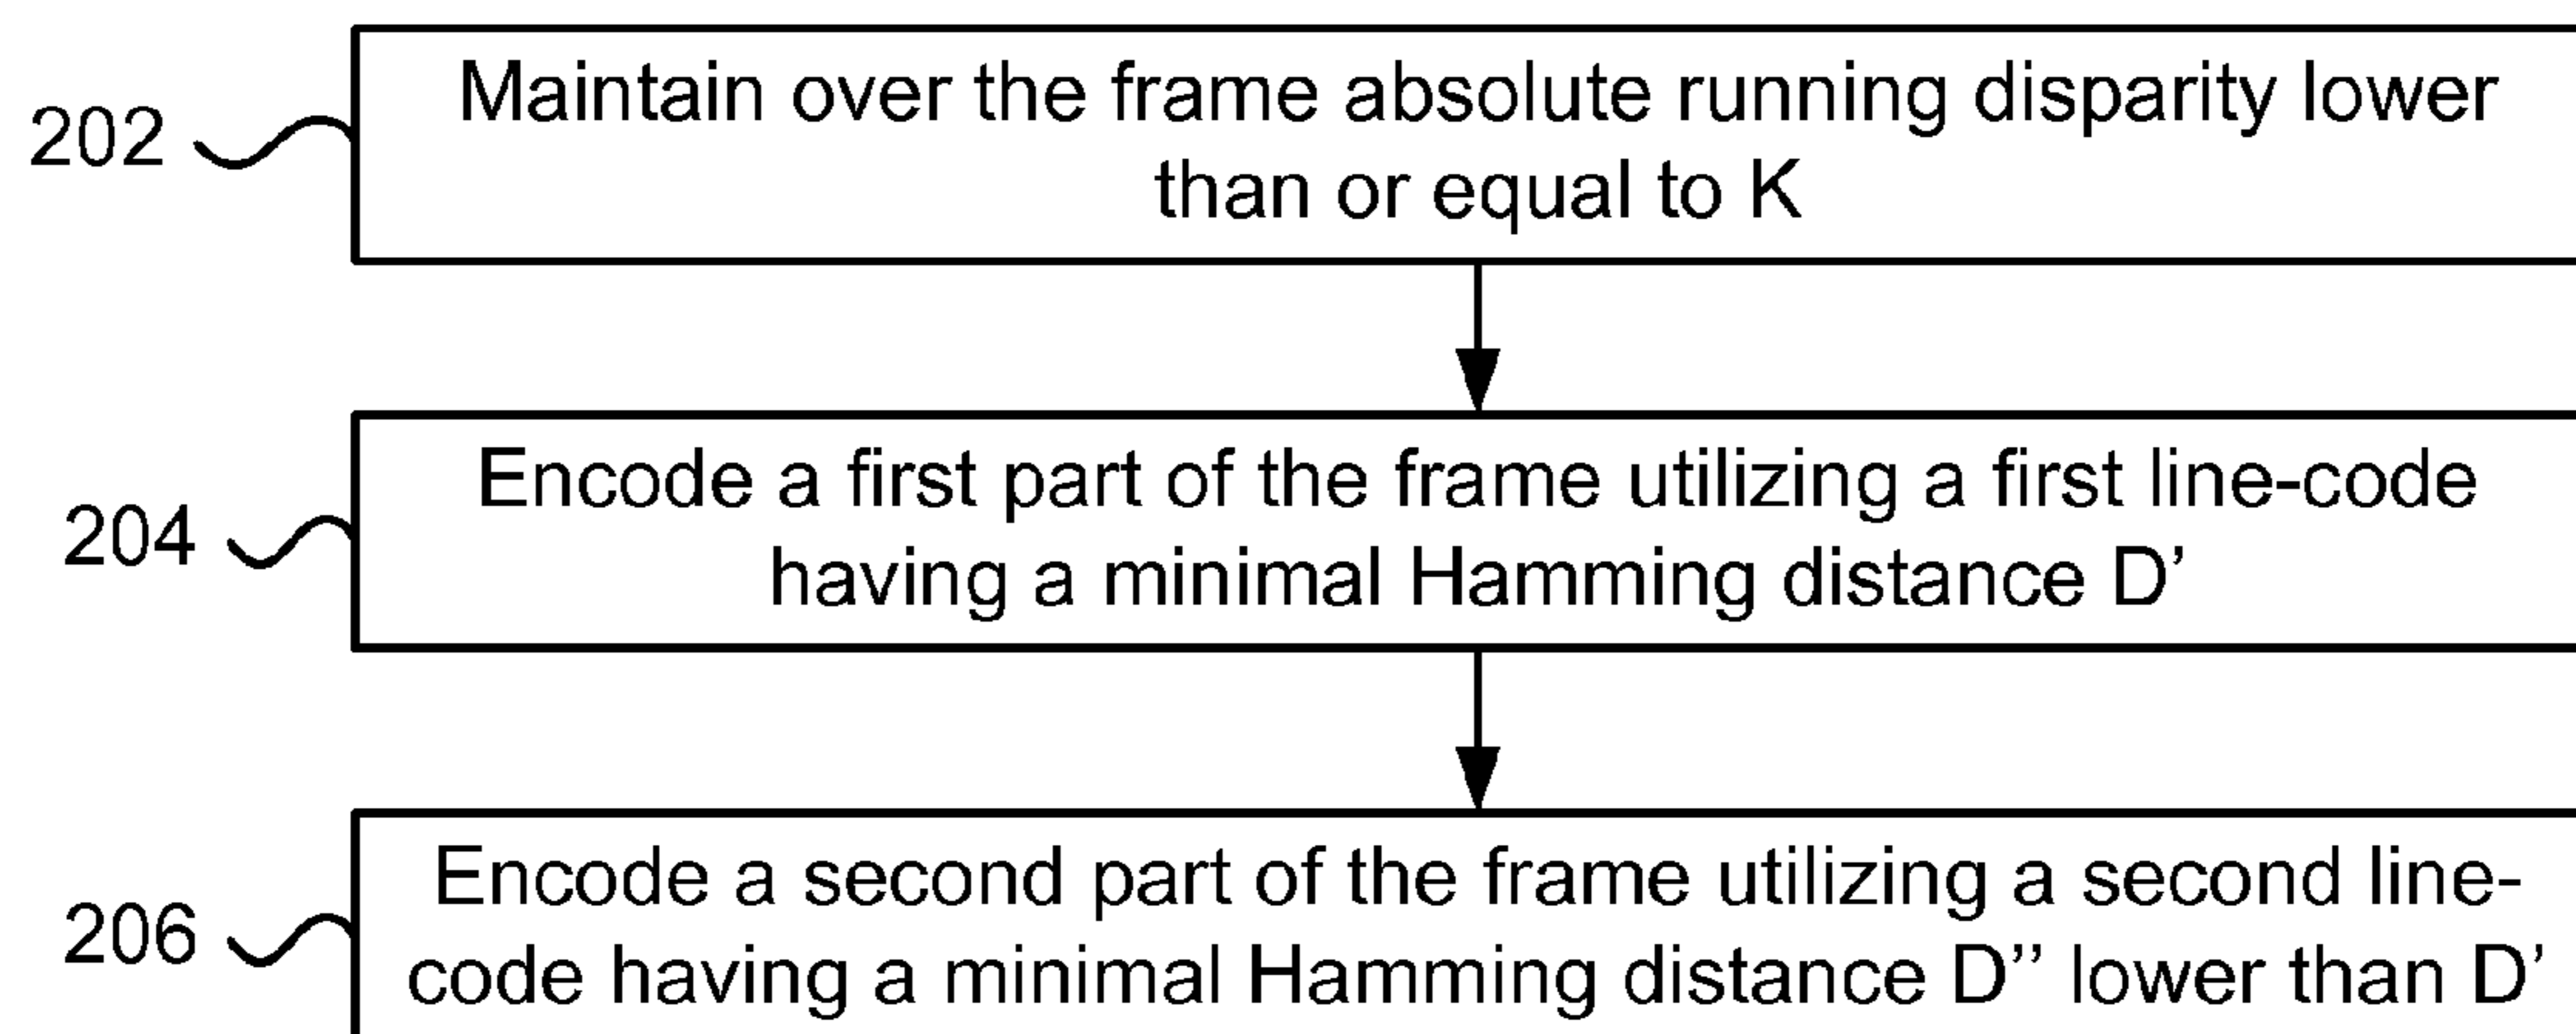 202
Maintain over the frame absolute running disparity lower
than or equal to K
204
Encode a first part of the frame utilizing a first line-code
having a minimal Hamming distance D’
206
Encode a second part of the frame utilizing a second line-
code having a minimal Hamming distance D’’ lower than D’